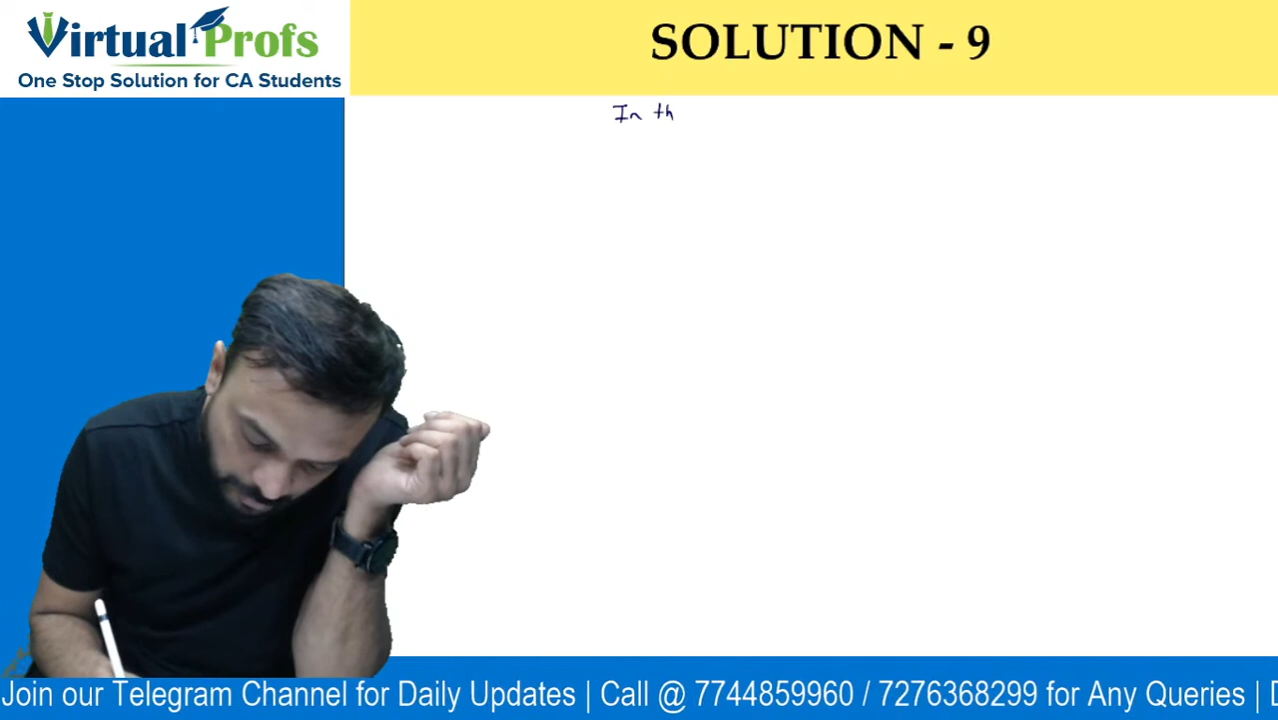 Virtual Profs
One Stop Solution for CA Students
SOLUTION - 9
In th
Join our Telegram Channel for Daily Updates | Call @ 7744859960 / 7276368299 for Any Queries | D